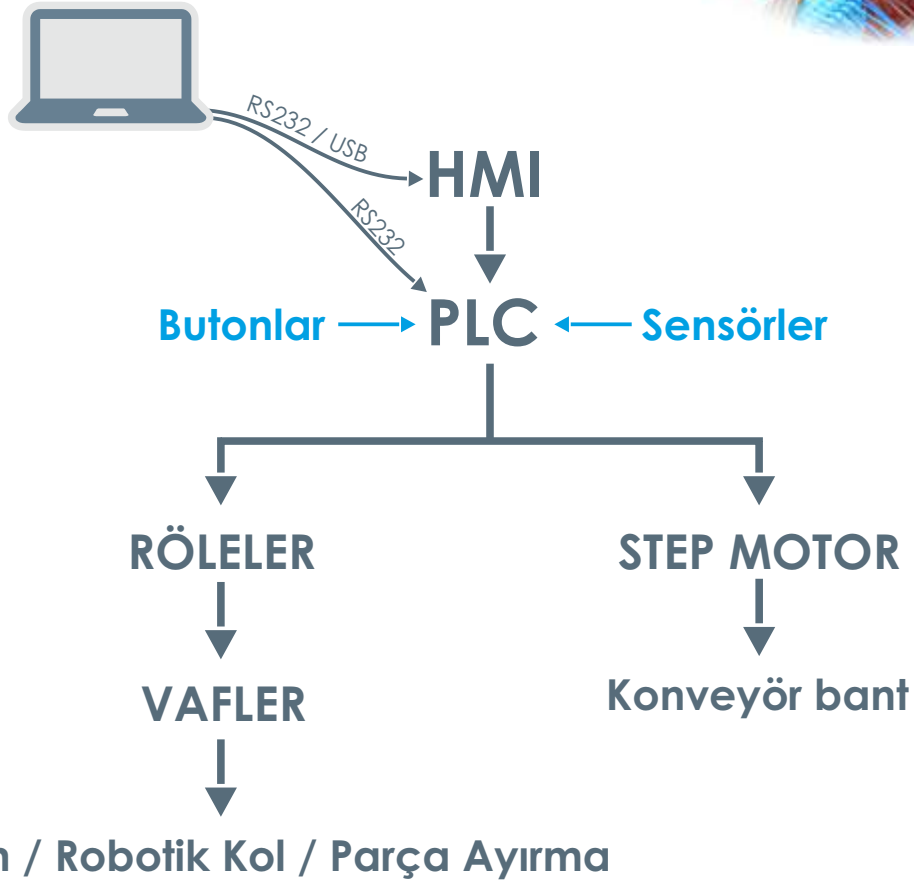 RS232 / USB
HMI
RS232
Butonlar
PLC
Sensörler
RÖLELER
STEP MOTOR
VAFLER
Konveyör bant
/ Robotik Kol / Parça Ayırma